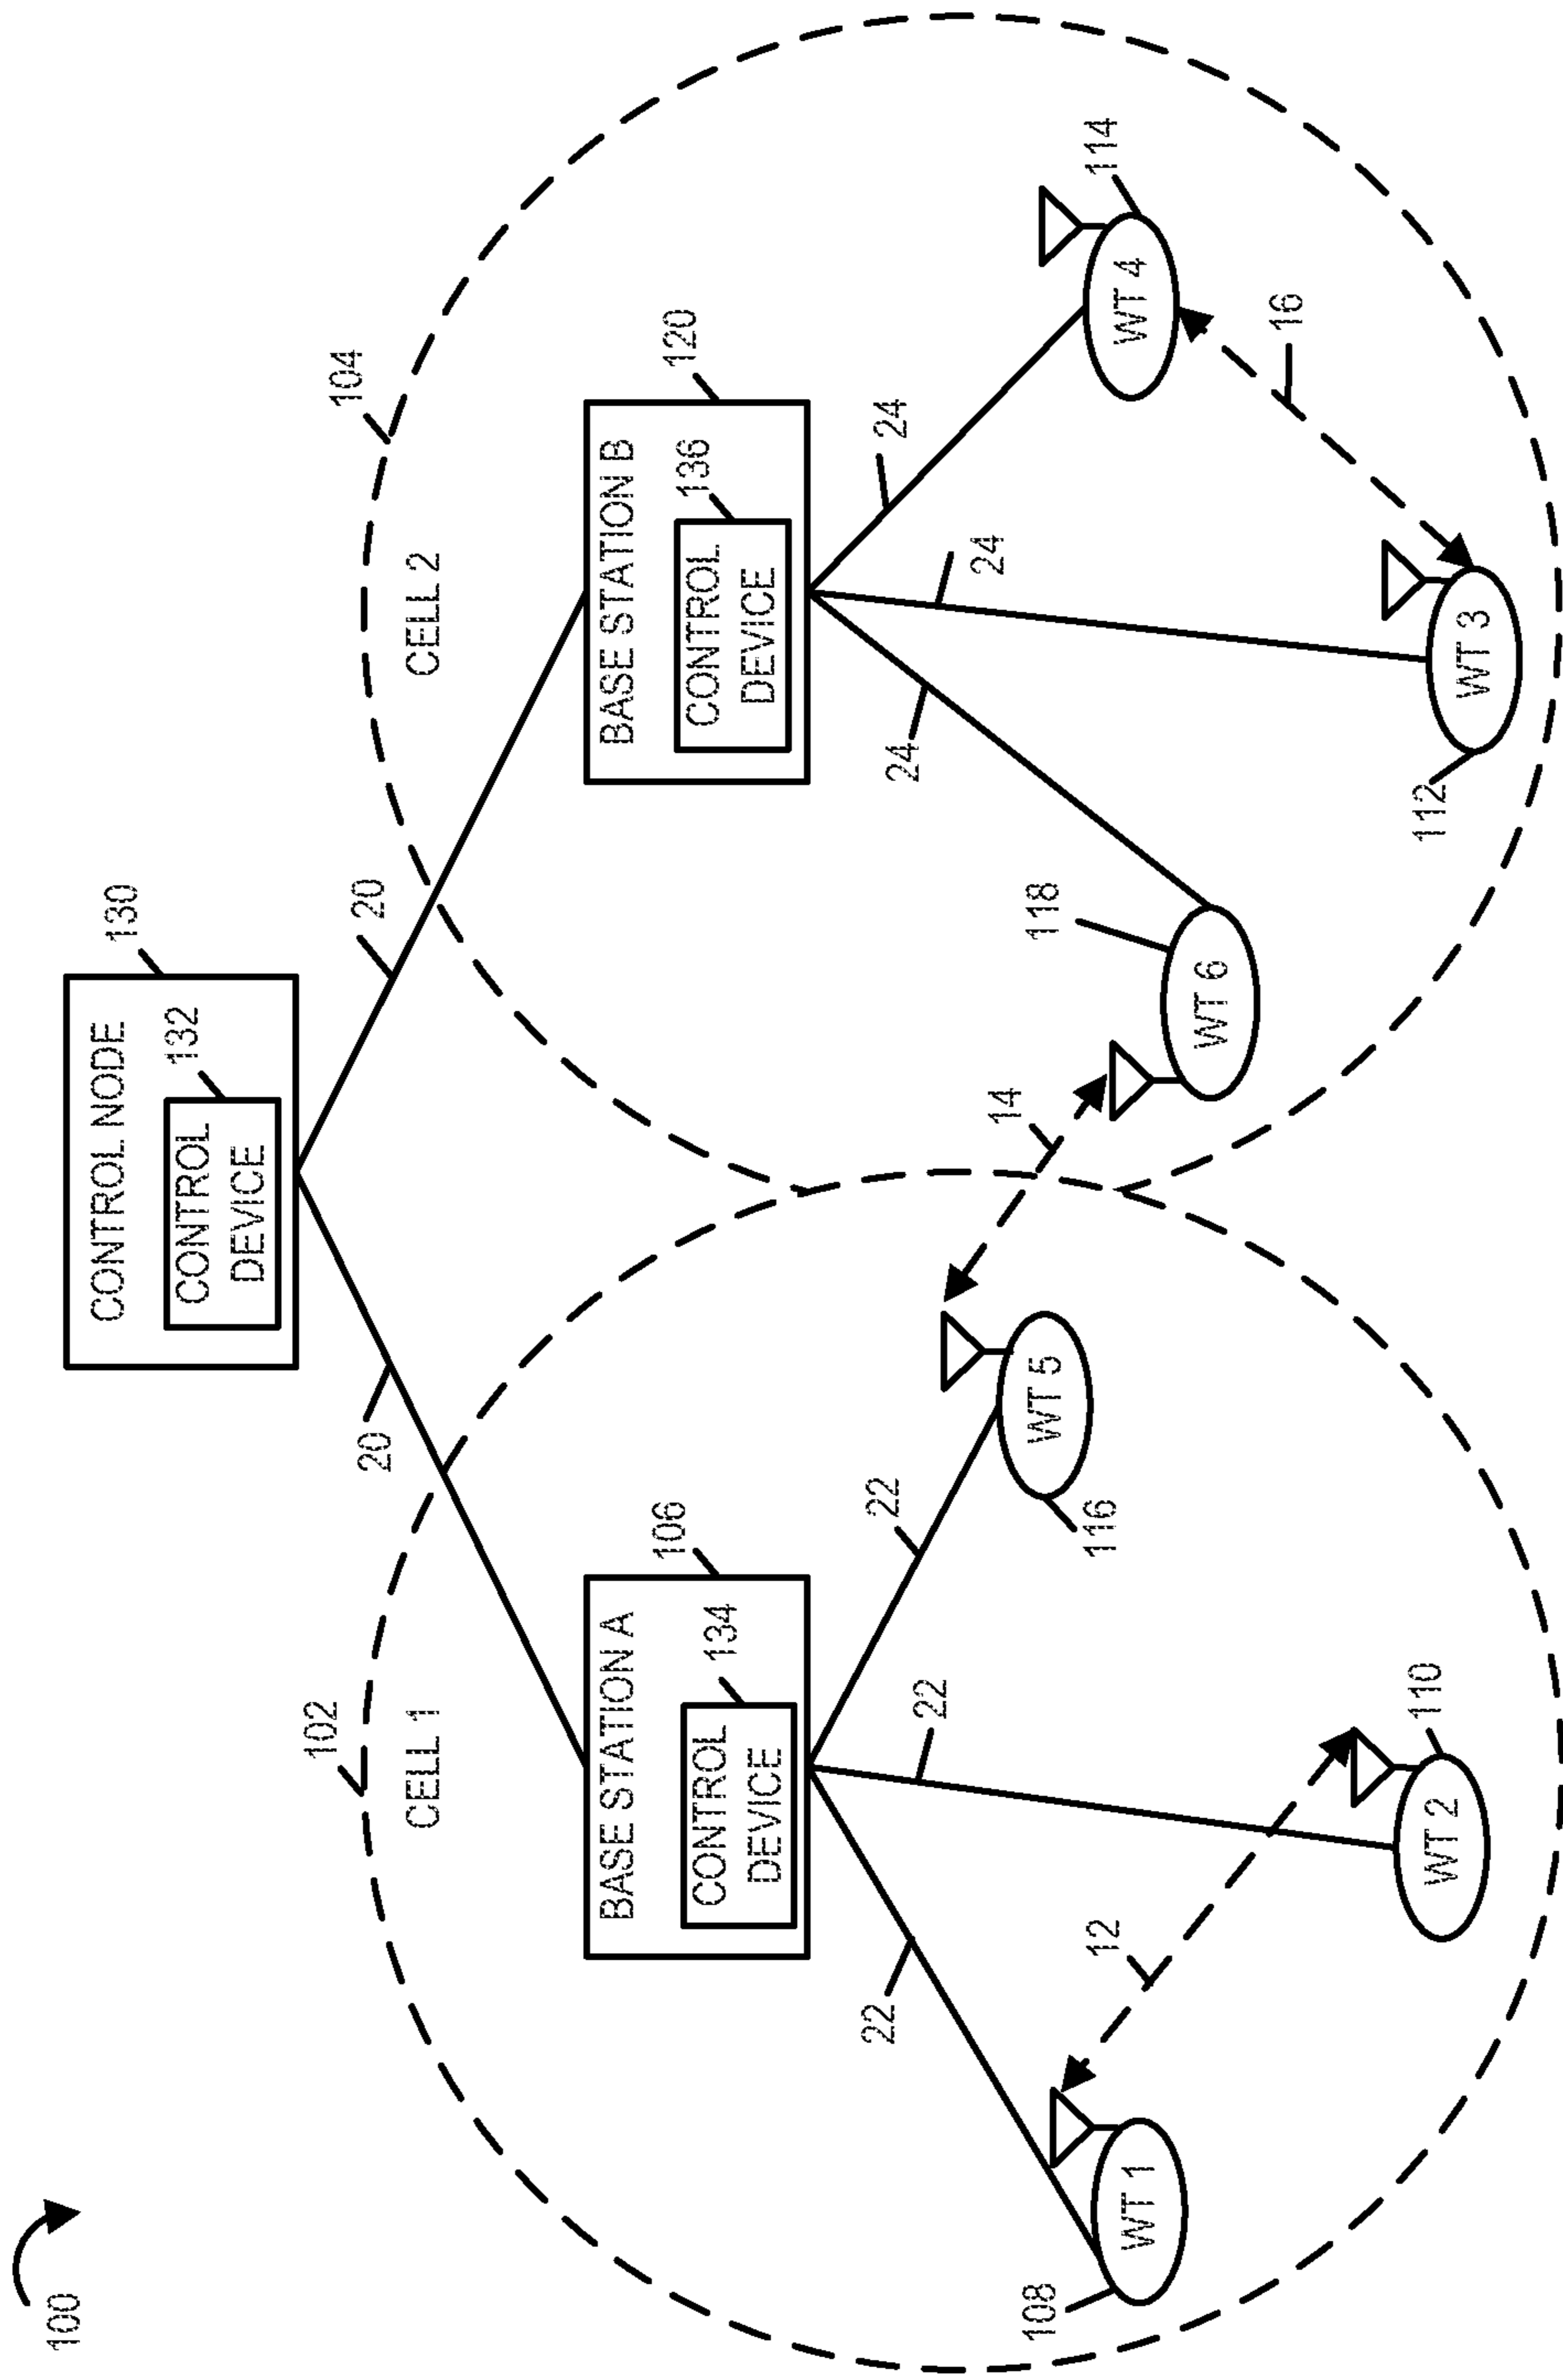 100
CONTROL NODE
130
132
CONTROL
DEVICE
20
20
102
CELL 1
104
CELL 2
BASE STATION A
106
134
CONTROL
DEVICE
BASE STATION B
120
136
CONTROL
DEVICE
22
22
22
24
24
24
108
WT 1
12
WT 2
110
WT 5
116
14
118
WT 6
112
WT 3
16
WT 4
114